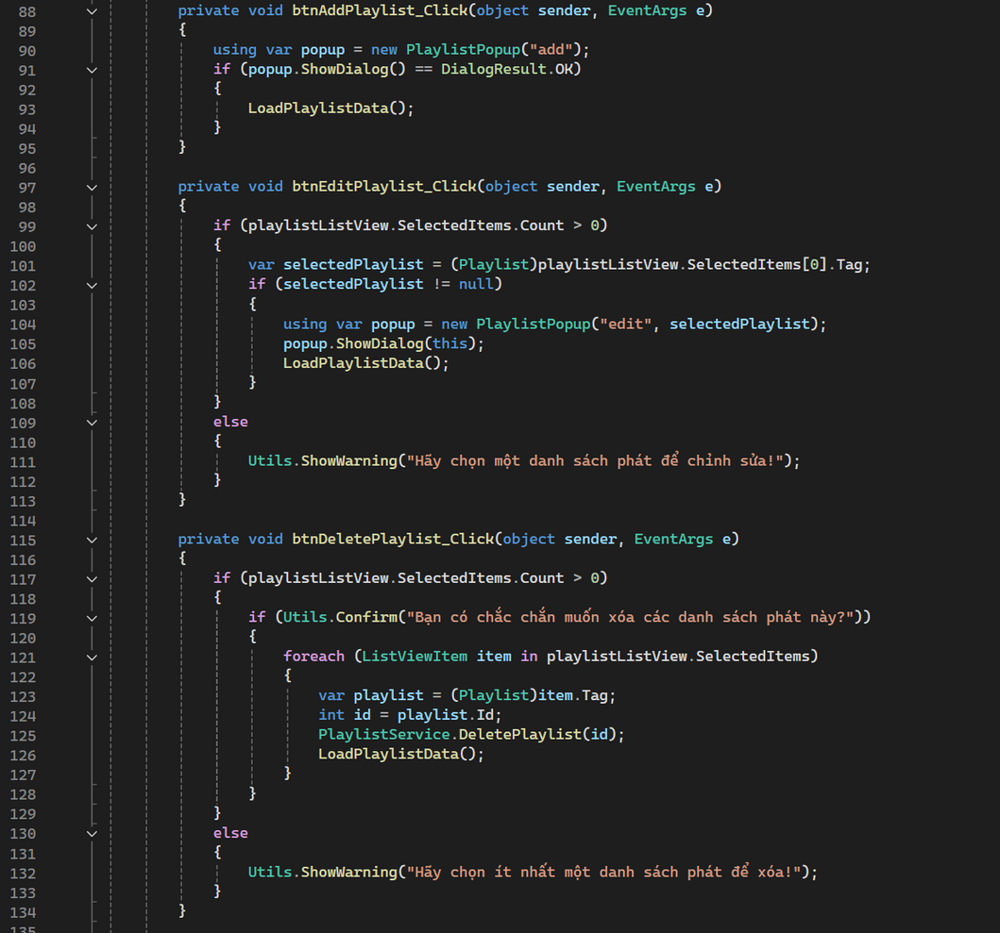 88 private void btnAddPlaylist_Click(object sender, EventArgs e)
89 {
90 using var popup = new PlaylistPopup("add");
91 if (popup.ShowDialog() == DialogResult.OK)
92 {
93 LoadPlaylistData();
94 }
95 }
96
97 private void btnEditPlaylist_Click(object sender, EventArgs e)
98 {
99 if (playlistListView.SelectedItems.Count > 0)
100 {
101 var selectedPlaylist = (Playlist)playlistListView.SelectedItems[0].Tag;
102 if (selectedPlaylist != null)
103 {
104 using var popup = new PlaylistPopup("edit", selectedPlaylist);
105 popup.ShowDialog(this);
106 LoadPlaylistData();
107 }
108 }
109 else
110 {
111 Utils.ShowWarning("Hãy chọn một danh sách phát để chỉnh sửa!");
112 }
113 }
114
115 private void btnDeletePlaylist_Click(object sender, EventArgs e)
116 {
117 if (playlistListView.SelectedItems.Count > 0)
118 {
119 if (Utils.Confirm("Bạn có chắc chắn muốn xóa các danh sách phát này?"))
120 {
121 foreach (ListViewItem item in playlistListView.SelectedItems)
122 {
123 var playlist = (Playlist)item.Tag;
124 int id = playlist.Id;
125 PlaylistService.DeletePlaylist(id);
126 LoadPlaylistData();
127 }
128 }
129 }
130 else
131 {
132 Utils.ShowWarning("Hãy chọn ít nhất một danh sách phát để xóa!");
133 }
134 }
135